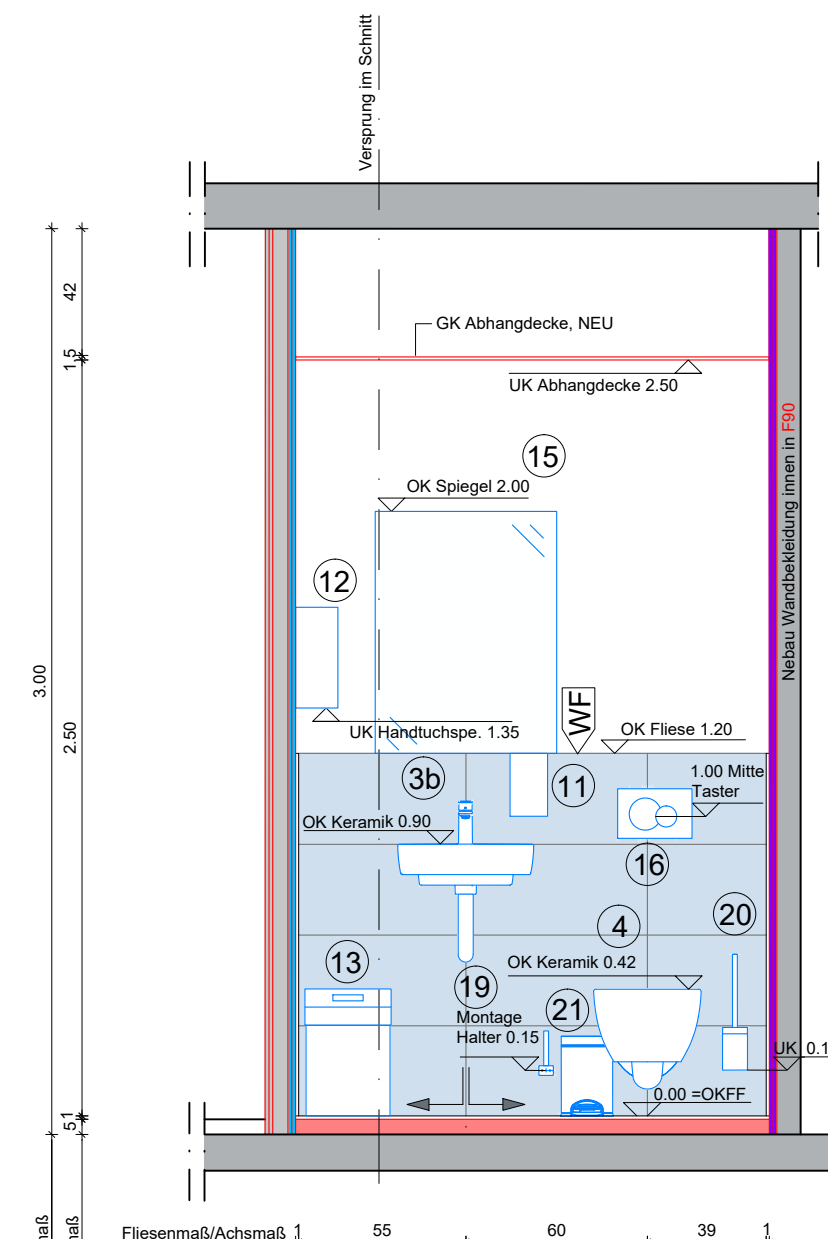 Versprung im Schnitt
42
1
5
GK Abhangdecke, NEU
UK Abhangdecke 2.50
15
OK Spiegel 2.00
Nebau Wandbekleidung innen in F90
12
3.00
2.50
WF
UK Handtuchspe. 1.35
OK Fliese 1.20
3b
11
1.00 Mitte
Taster
OK Keramik 0.90
16
20
4
13
OK Keramik 0.42
19
21
Montage
Halter 0.15
UK 0.1
0.00 =OKFF
1
5
Fliesenmaß/Achsmaß 1 55 60 39 1